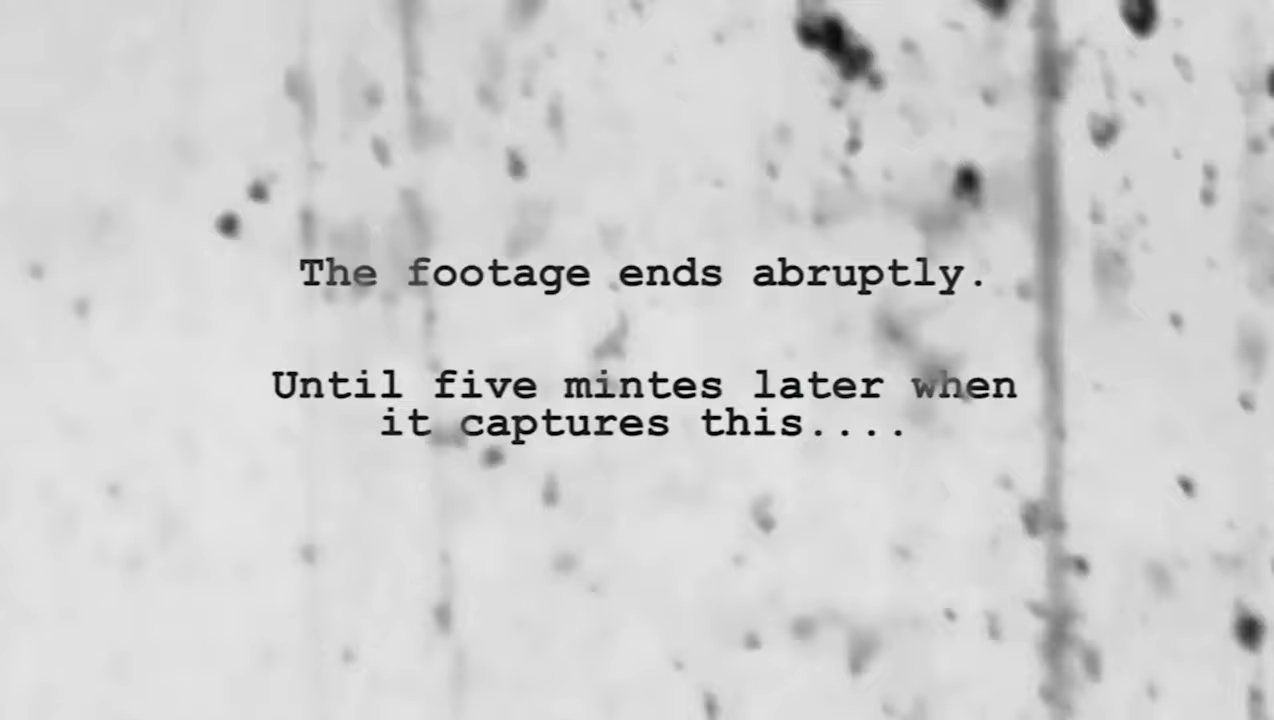 The footage ends abruptly.
Until five mintes later when
it captures this....